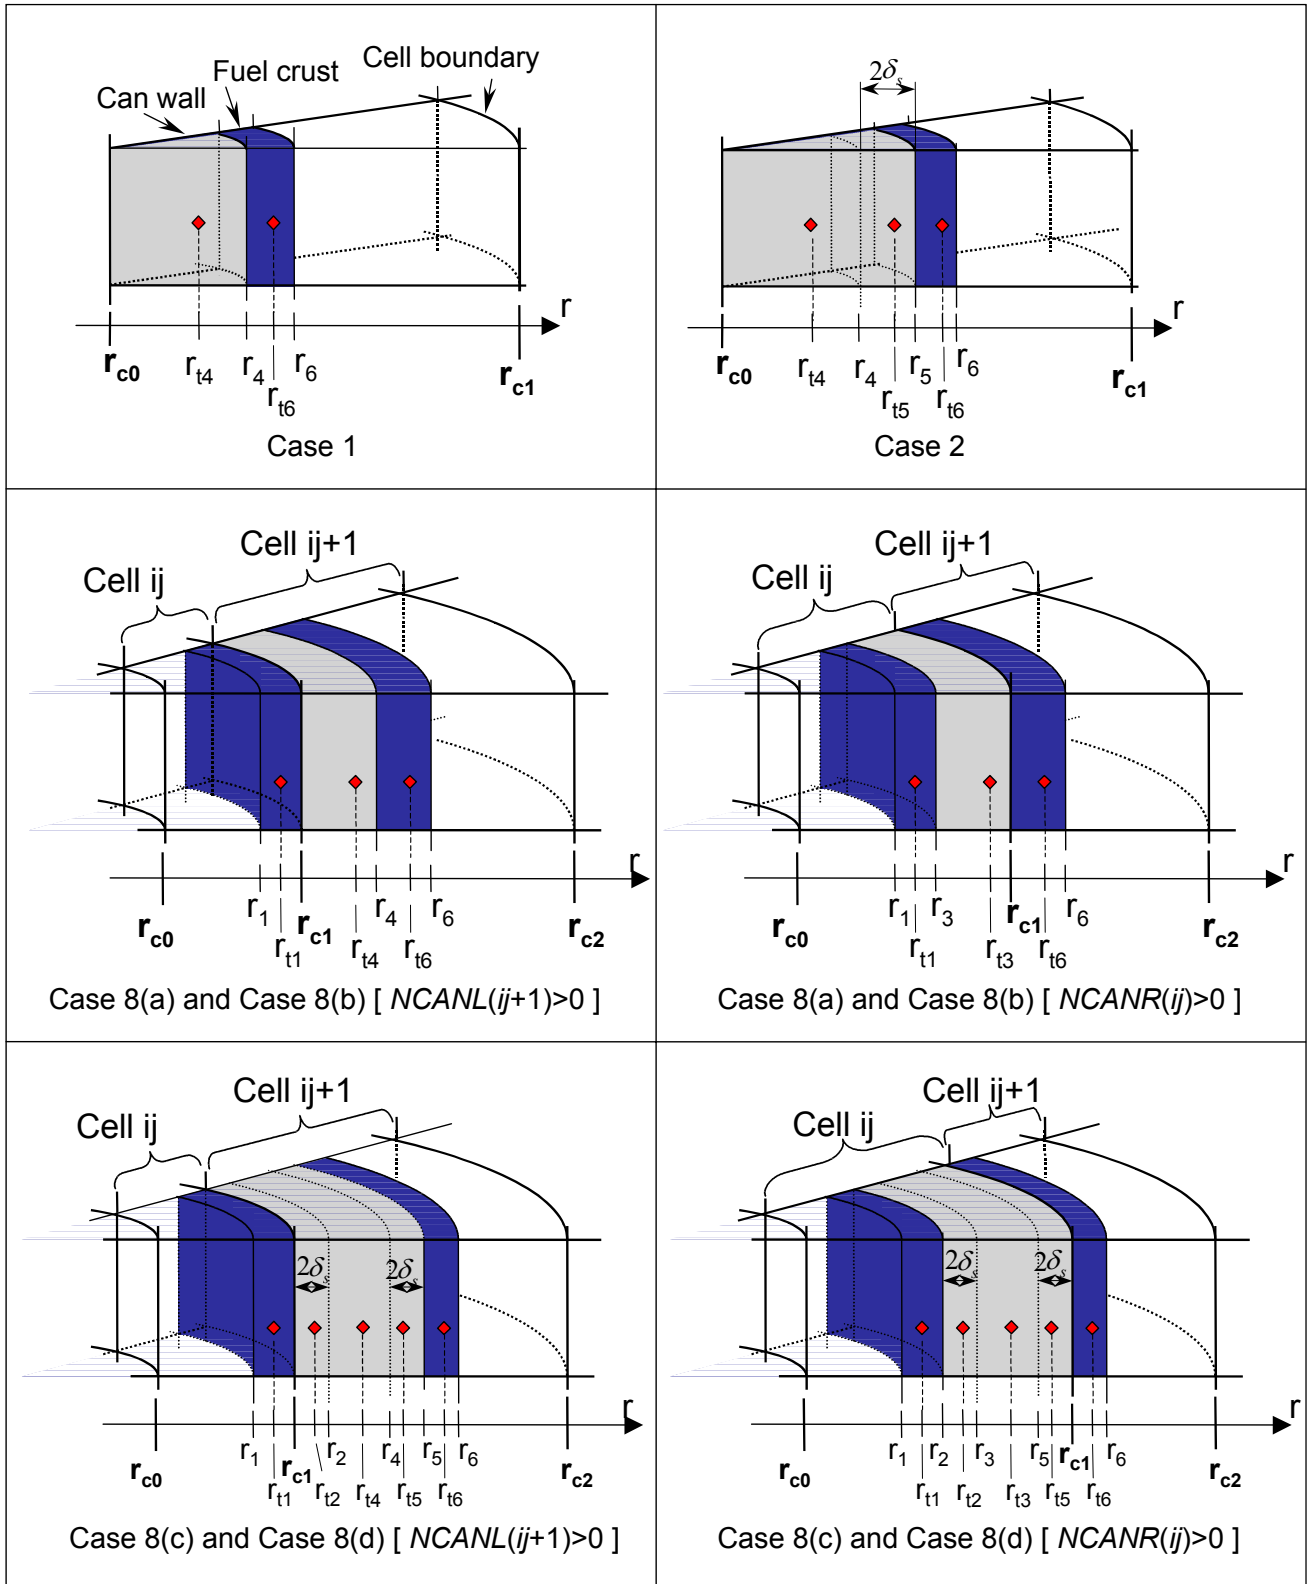 Can wall
Fuel crust
Cell boundary
r
r_c0
r_t4
r_4
r_t6
r_6
r_c1
Case 1
2δ_s
r
r_c0
r_t4
r_4
r_t5
r_5
r_t6
r_6
r_c1
Case 2
Cell ij
Cell ij+1
r
r_c0
r_1
r_t1
r_c1
r_t4
r_4
r_t6
r_6
r_c2
Case 8(a) and Case 8(b) [ NCANL(ij+1)>0 ]
Cell ij
Cell ij+1
r
r_c0
r_1
r_t1
r_3
r_t3
r_c1
r_t6
r_6
r_c2
Case 8(a) and Case 8(b) [ NCANR(ij)>0 ]
Cell ij
Cell ij+1
2δ_s
2δ_s
r
r_c0
r_1
r_t1
r_c1
r_t2
r_2
r_t4
r_4
r_t5
r_5
r_t6
r_6
r_c2
Case 8(c) and Case 8(d) [ NCANL(ij+1)>0 ]
Cell ij
Cell ij+1
2δ_s
2δ_s
r
r_c0
r_1
r_t1
r_2
r_t2
r_3
r_t3
r_5
r_t5
r_c1
r_t6
r_6
r_c2
Case 8(c) and Case 8(d) [ NCANR(ij)>0 ]